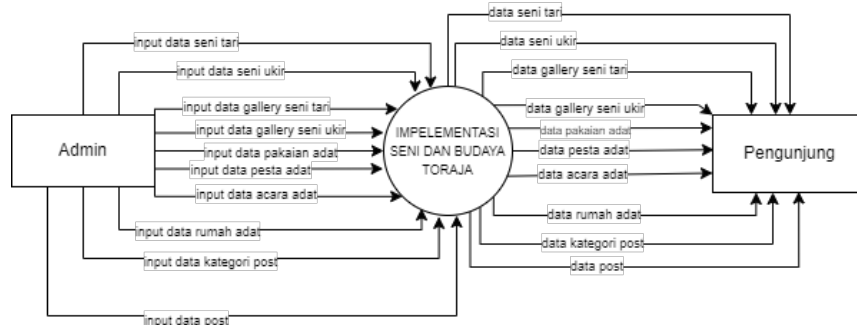 data seni tari
input data seni tari
data seni ukir
input data seni ukir
data gallery seni tari
input data gallery seni tari
data gallery seni ukir
input data gallery seni ukir
data pakaian adat
Admin
input data pakaian adat
IMPELEMENTASI
SENI DAN BUDAYA
TORAJA
data pesta adat
Pengunjung
input data pesta adat
data acara adat
input data acara adat
data rumah adat
input data rumah adat
data kategori post
input data kategori post
data post
input data post